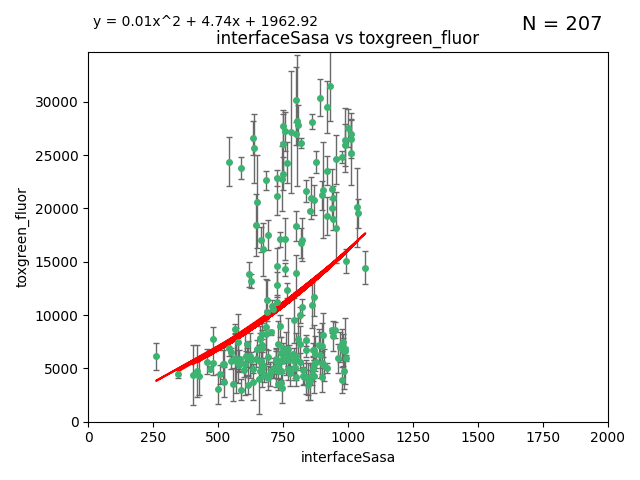 y = 0.01x^2 + 4.74x + 1962.92
N = 207
interfaceSasa vs toxgreen_fluor
toxgreen_fluor
30000
25000
20000
15000
10000
5000
0
0 250 500 750 1000 1250 1500 1750 2000
interfaceSasa